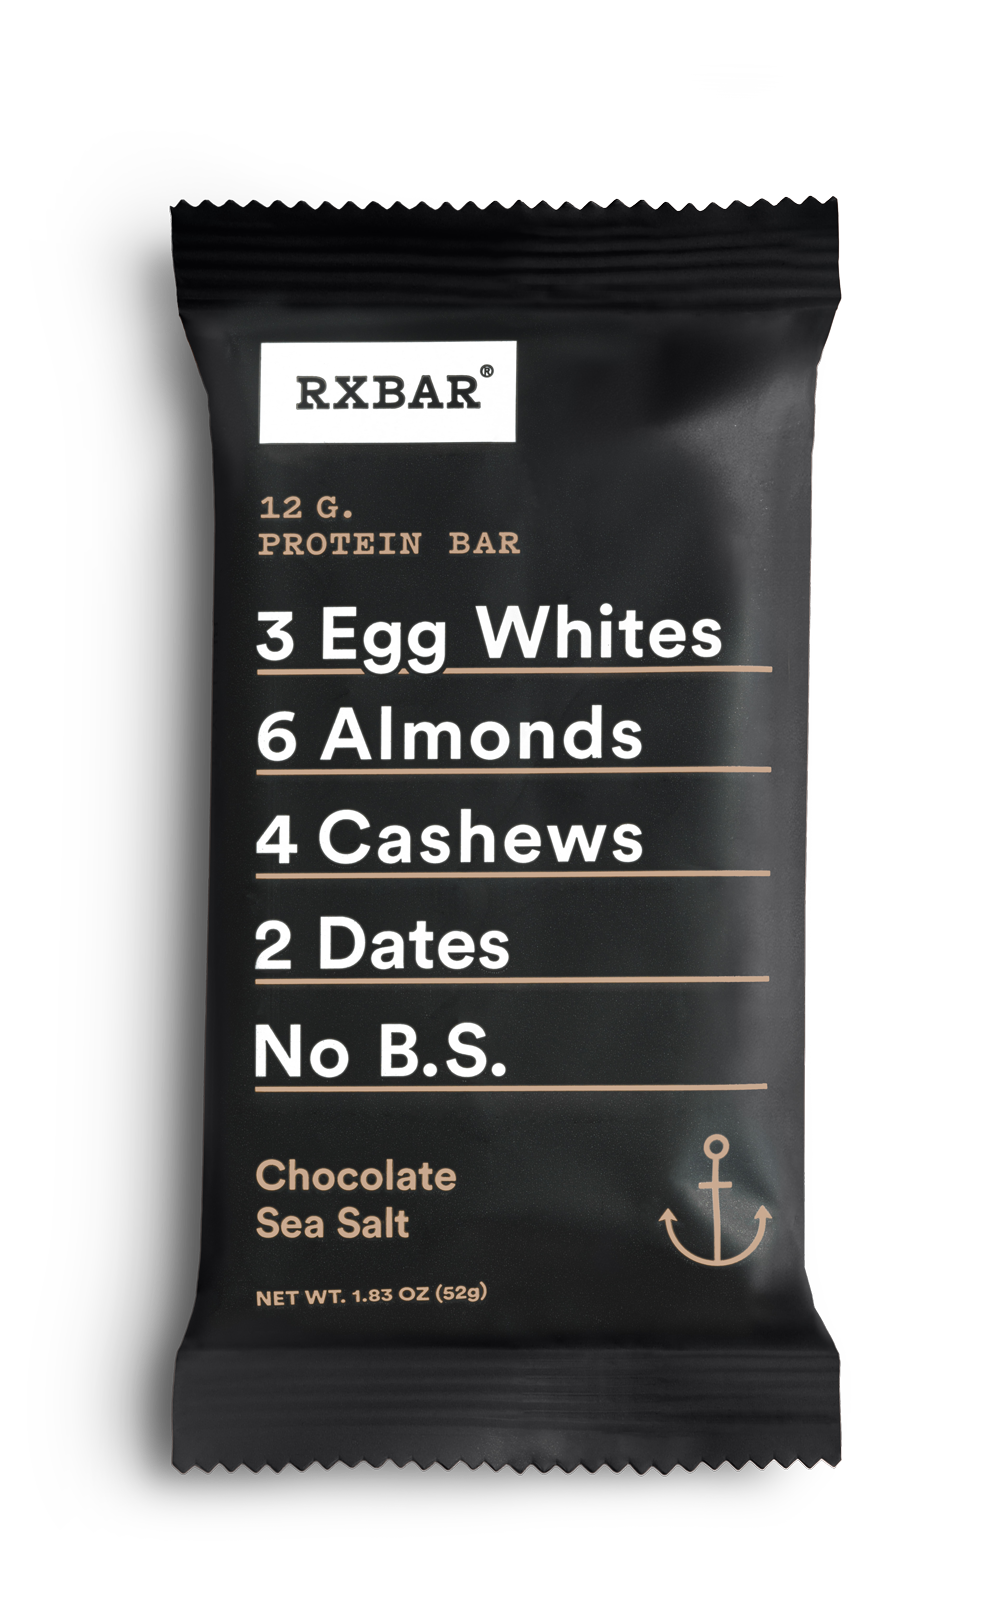 RXBAR®
12 G.
PROTEIN BAR
3 Egg Whites
6 Almonds
4 Cashews
2 Dates
No B.S.
Chocolate
Sea Salt
NET WT. 1.83 OZ (52g)